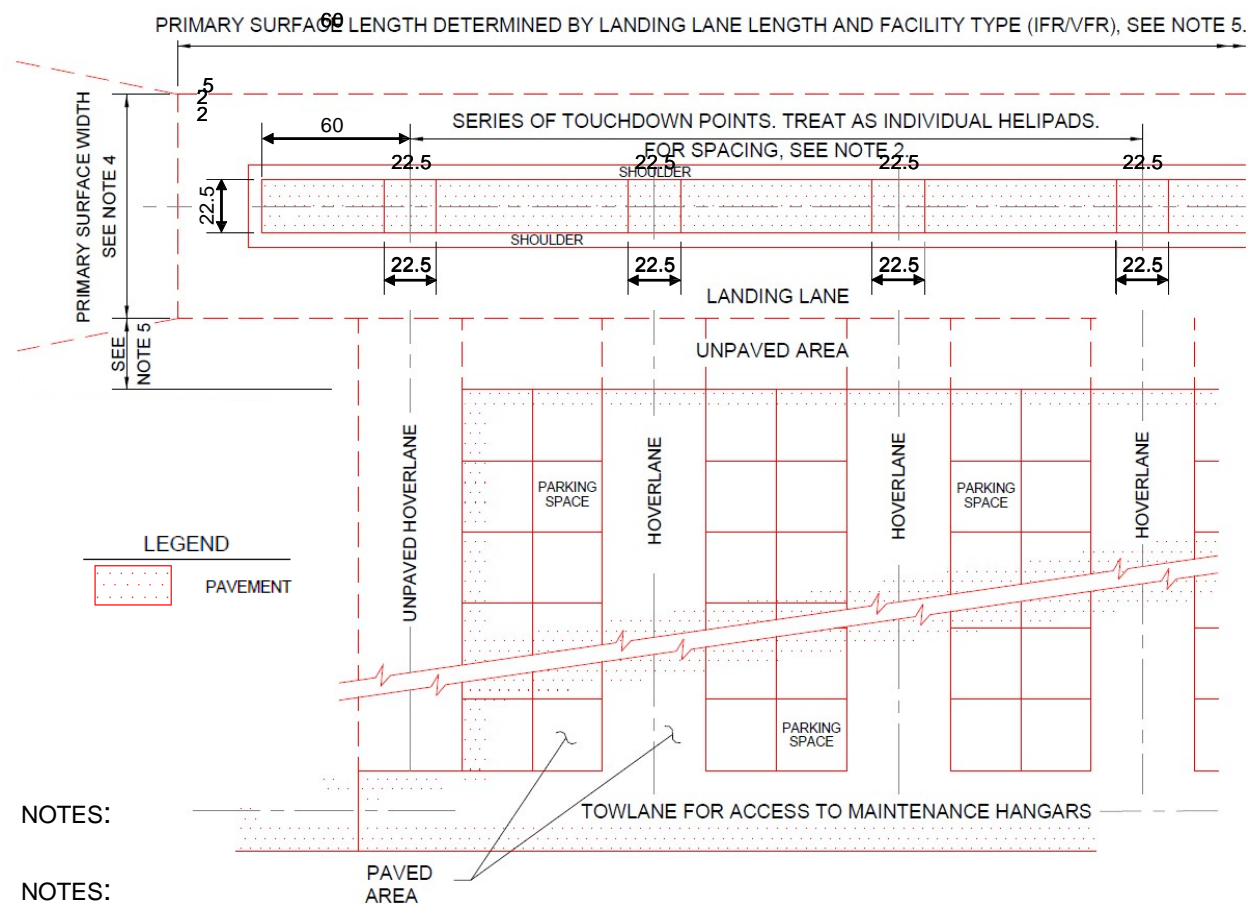 60
PRIMARY SURFACE LENGTH DETERMINED BY LANDING LANE LENGTH AND FACILITY TYPE (IFR/VFR), SEE NOTE 5.
5
2
2
PRIMARY SURFACE WIDTH
SEE NOTE 4
60
SERIES OF TOUCHDOWN POINTS. TREAT AS INDIVIDUAL HELIPADS.
FOR SPACING, SEE NOTE 2.
22.5
22.5
22.5
22.5
SHOULDER
22.5
SHOULDER
22.5
22.5
22.5
22.5
LANDING LANE
SEE
NOTE 5
UNPAVED AREA
UNPAVED HOVERLANE
HOVERLANE
HOVERLANE
HOVERLANE
PARKING
SPACE
PARKING
SPACE
LEGEND
PAVEMENT
PARKING
SPACE
NOTES:
TOWLANE FOR ACCESS TO MAINTENANCE HANGARS
NOTES:
PAVED
AREA